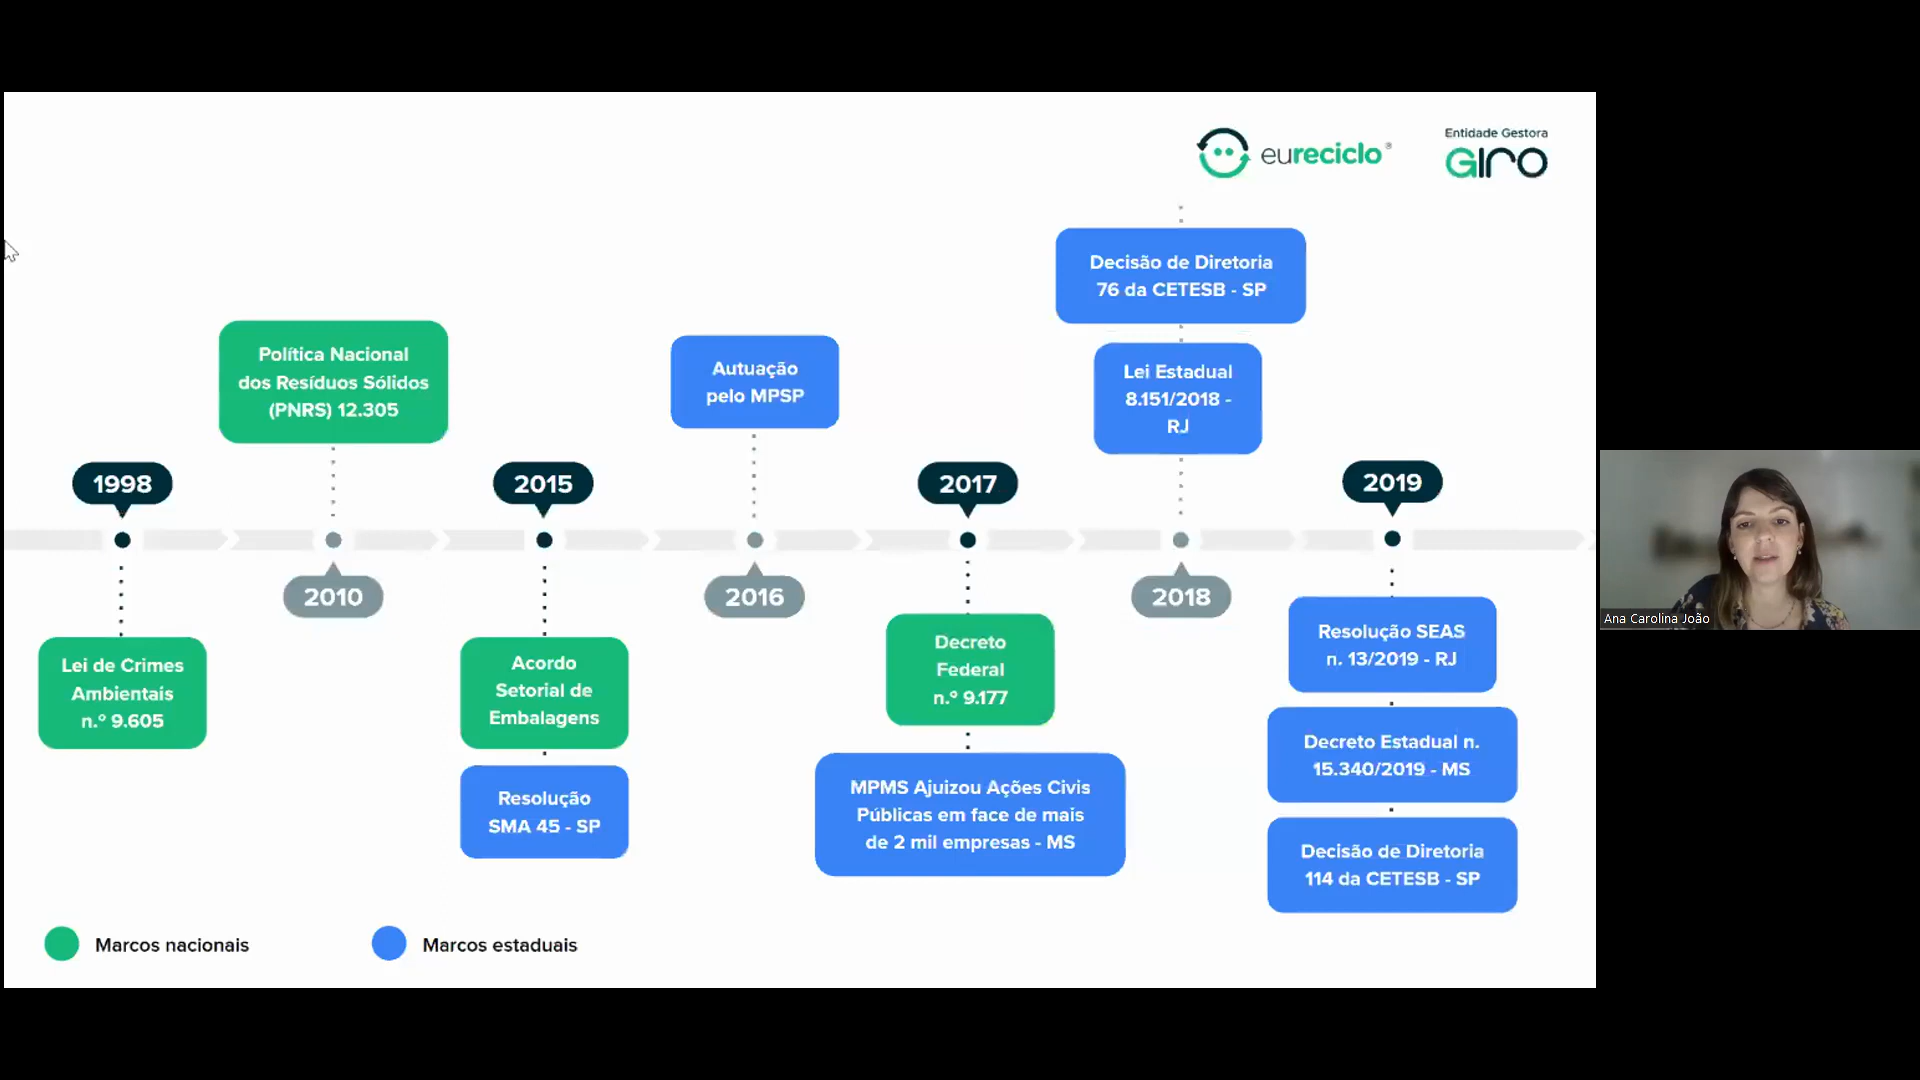 eureciclo®
Entidade Gestora
GIRO
Decisão de Diretoria
76 da CETESB - SP
Lei Estadual
8.151/2018 -
RJ
Política Nacional
dos Resíduos Sólidos
(PNRS) 12.305
Autuação
pelo MPSP
1998
2015
2017
2019
2010
2016
2018
Lei de Crimes
Ambientais
n.º 9.605
Acordo
Setorial de
Embalagens
Resolução
SMA 45 - SP
Decreto
Federal
n.º 9.177
MPMS Ajuizou Ações Civis
Públicas em face de mais
de 2 mil empresas - MS
Resolução SEAS
n. 13/2019 - RJ
Decreto Estadual n.
15.340/2019 - MS
Decisão de Diretoria
114 da CETESB - SP
Marcos nacionais
Marcos estaduais
Ana Carolina João